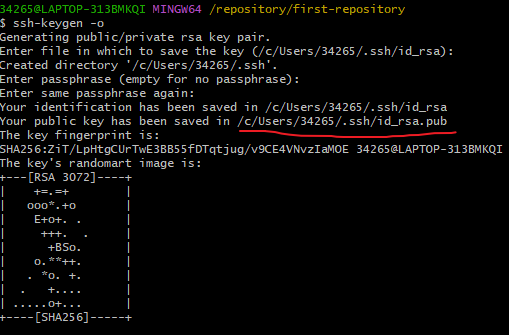 34265@LAPTOP-313BMKQI MINGW64 /repository/first-repository
$ ssh-keygen -o
Generating public/private rsa key pair.
Enter file in which to save the key (/c/Users/34265/.ssh/id_rsa):
Created directory '/c/Users/34265/.ssh'.
Enter passphrase (empty for no passphrase):
Enter same passphrase again:
Your identification has been saved in /c/Users/34265/.ssh/id_rsa
Your public key has been saved in /c/Users/34265/.ssh/id_rsa.pub
The key fingerprint is:
SHA256:ZiT/LpHtgCUrTwE3BB55fDTqtjug/v9CE4VNvzIaMOE 34265@LAPTOP-313BMKQI
The key's randomart image is:
+---[RSA 3072]----+
|     +=.=+       |
|    ooo*.+o      |
|     E+o+. .     |
|      +++.  .    |
|       +BSo.     |
|     o.**++.     |
|    . *o. +.     |
|   .   +....     |
|  .....o+...     |
+----[SHA256]-----+